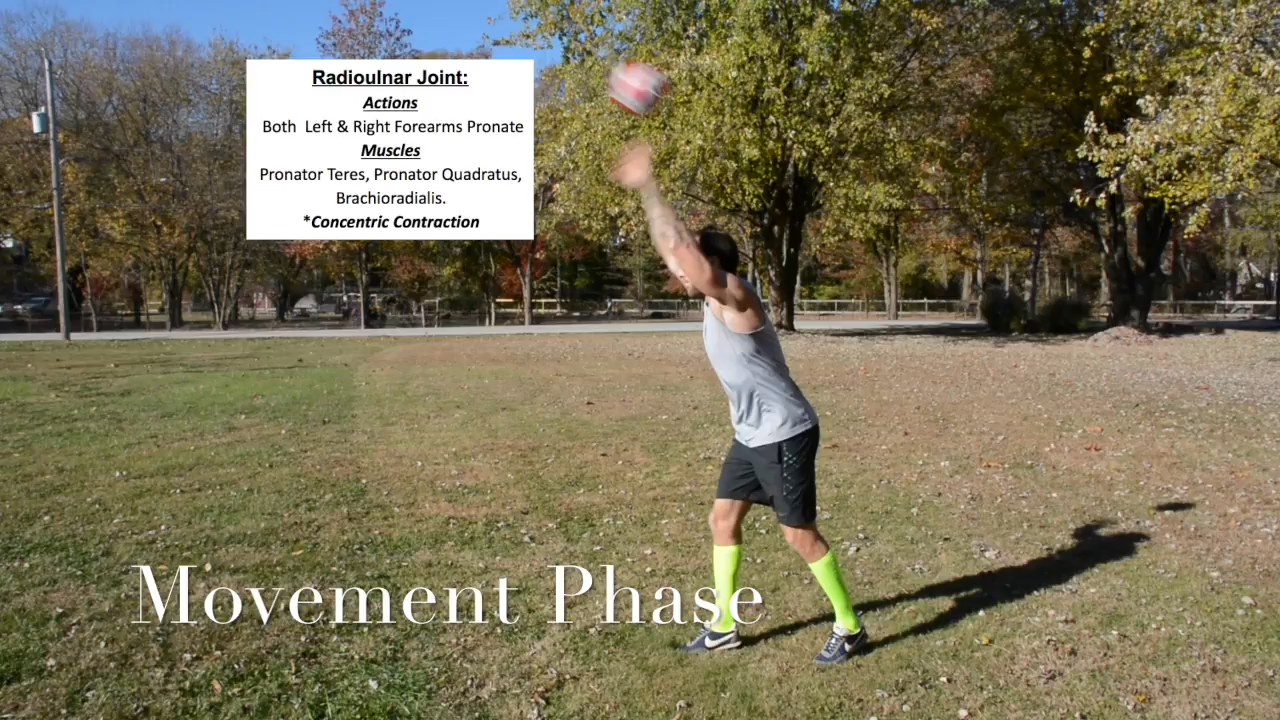 Radioulnar Joint:
Actions
Both Left & Right Forearms Pronate
Muscles
Pronator Teres, Pronator Quadratus,
Brachioradialis.
*Concentric Contraction
Movement Phase